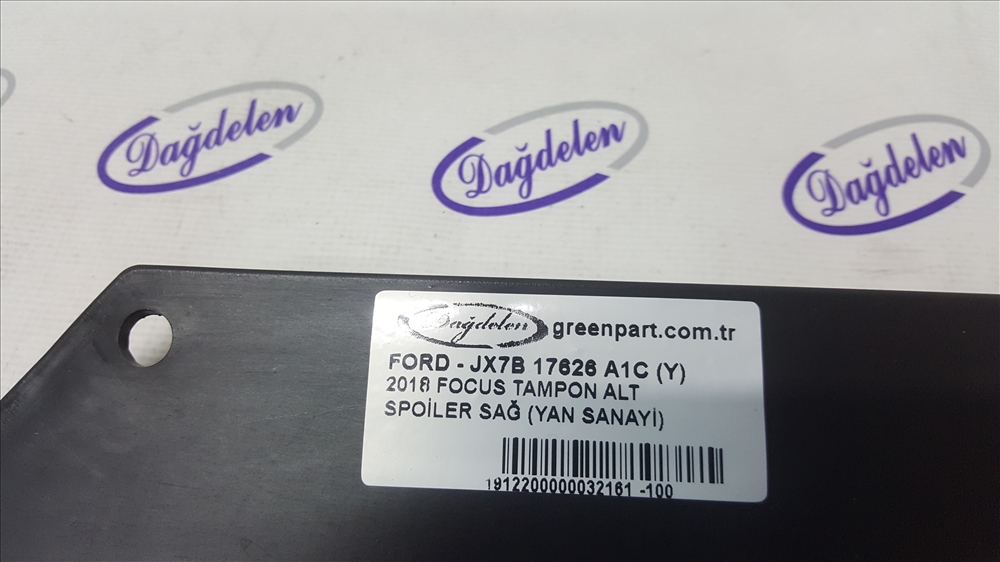 Dağdelen
Dağdelen
Dağdelen
Dağdelen greenpart.com.tr
FORD - JX7B 17626 A1C (Y)
2018 FOCUS TAMPON ALT
SPOİLER SAĞ (YAN SANAYİ)
1912200000032161 -100